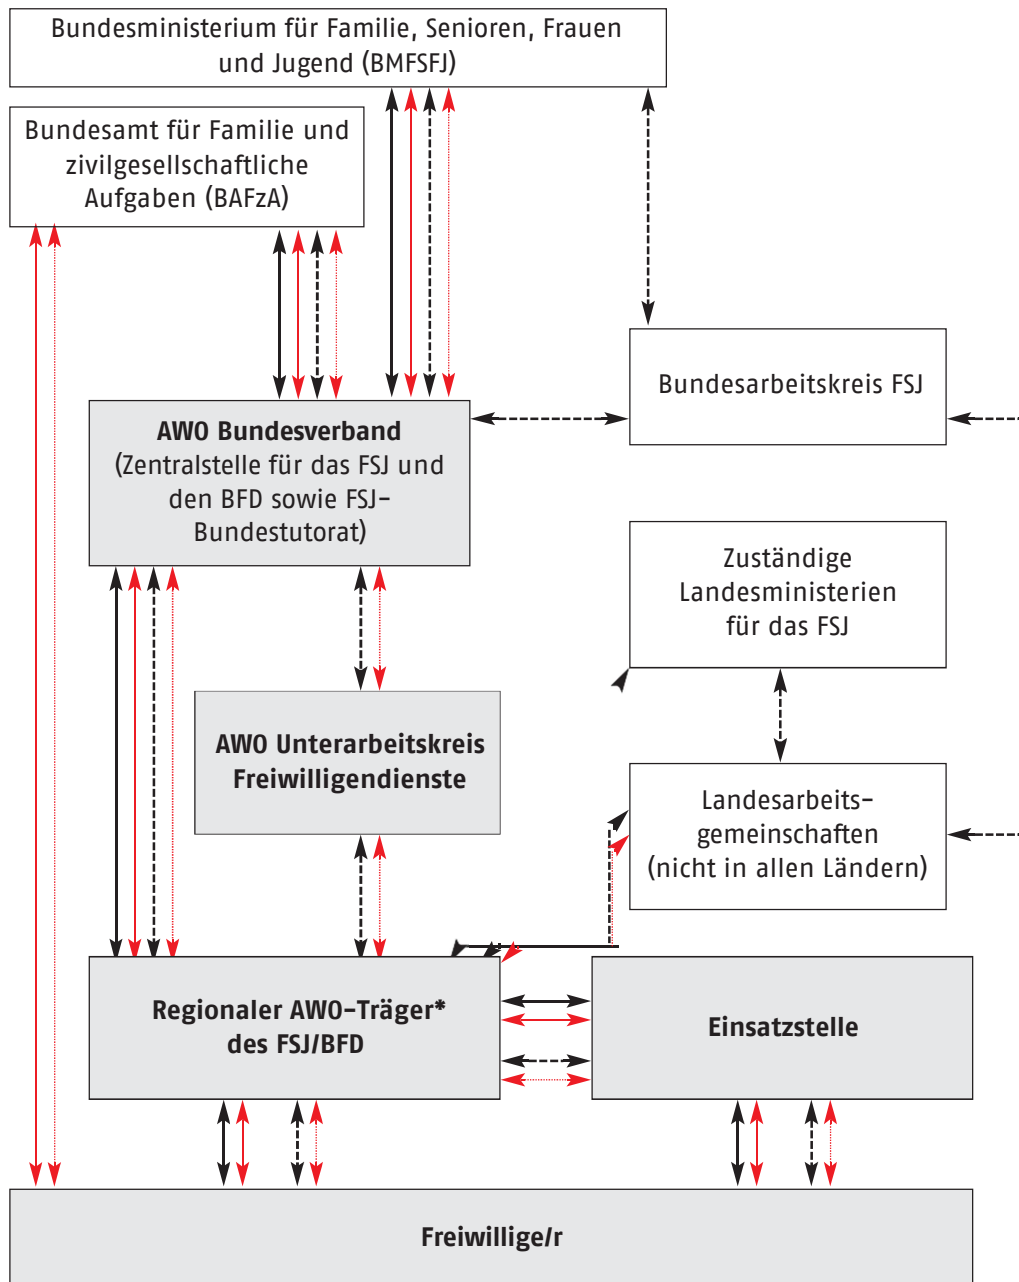 Bundesministerium für Familie, Senioren, Frauen
und Jugend (BMFSFJ)
Bundesamt für Familie und
zivilgesellschaftliche
Aufgaben (BAFzA)
Bundesarbeitskreis FSJ
AWO Bundesverband
(Zentralstelle für das FSJ und
den BFD sowie FSJ-
Bundestutorat)
Zuständige
Landesministerien
für das FSJ
AWO Unterarbeitskreis
Freiwilligendienste
Landesarbeits-
gemeinschaften
(nicht in allen Ländern)
Regionaler AWO-Träger*
des FSJ/BFD
Einsatzstelle
Freiwillige/r